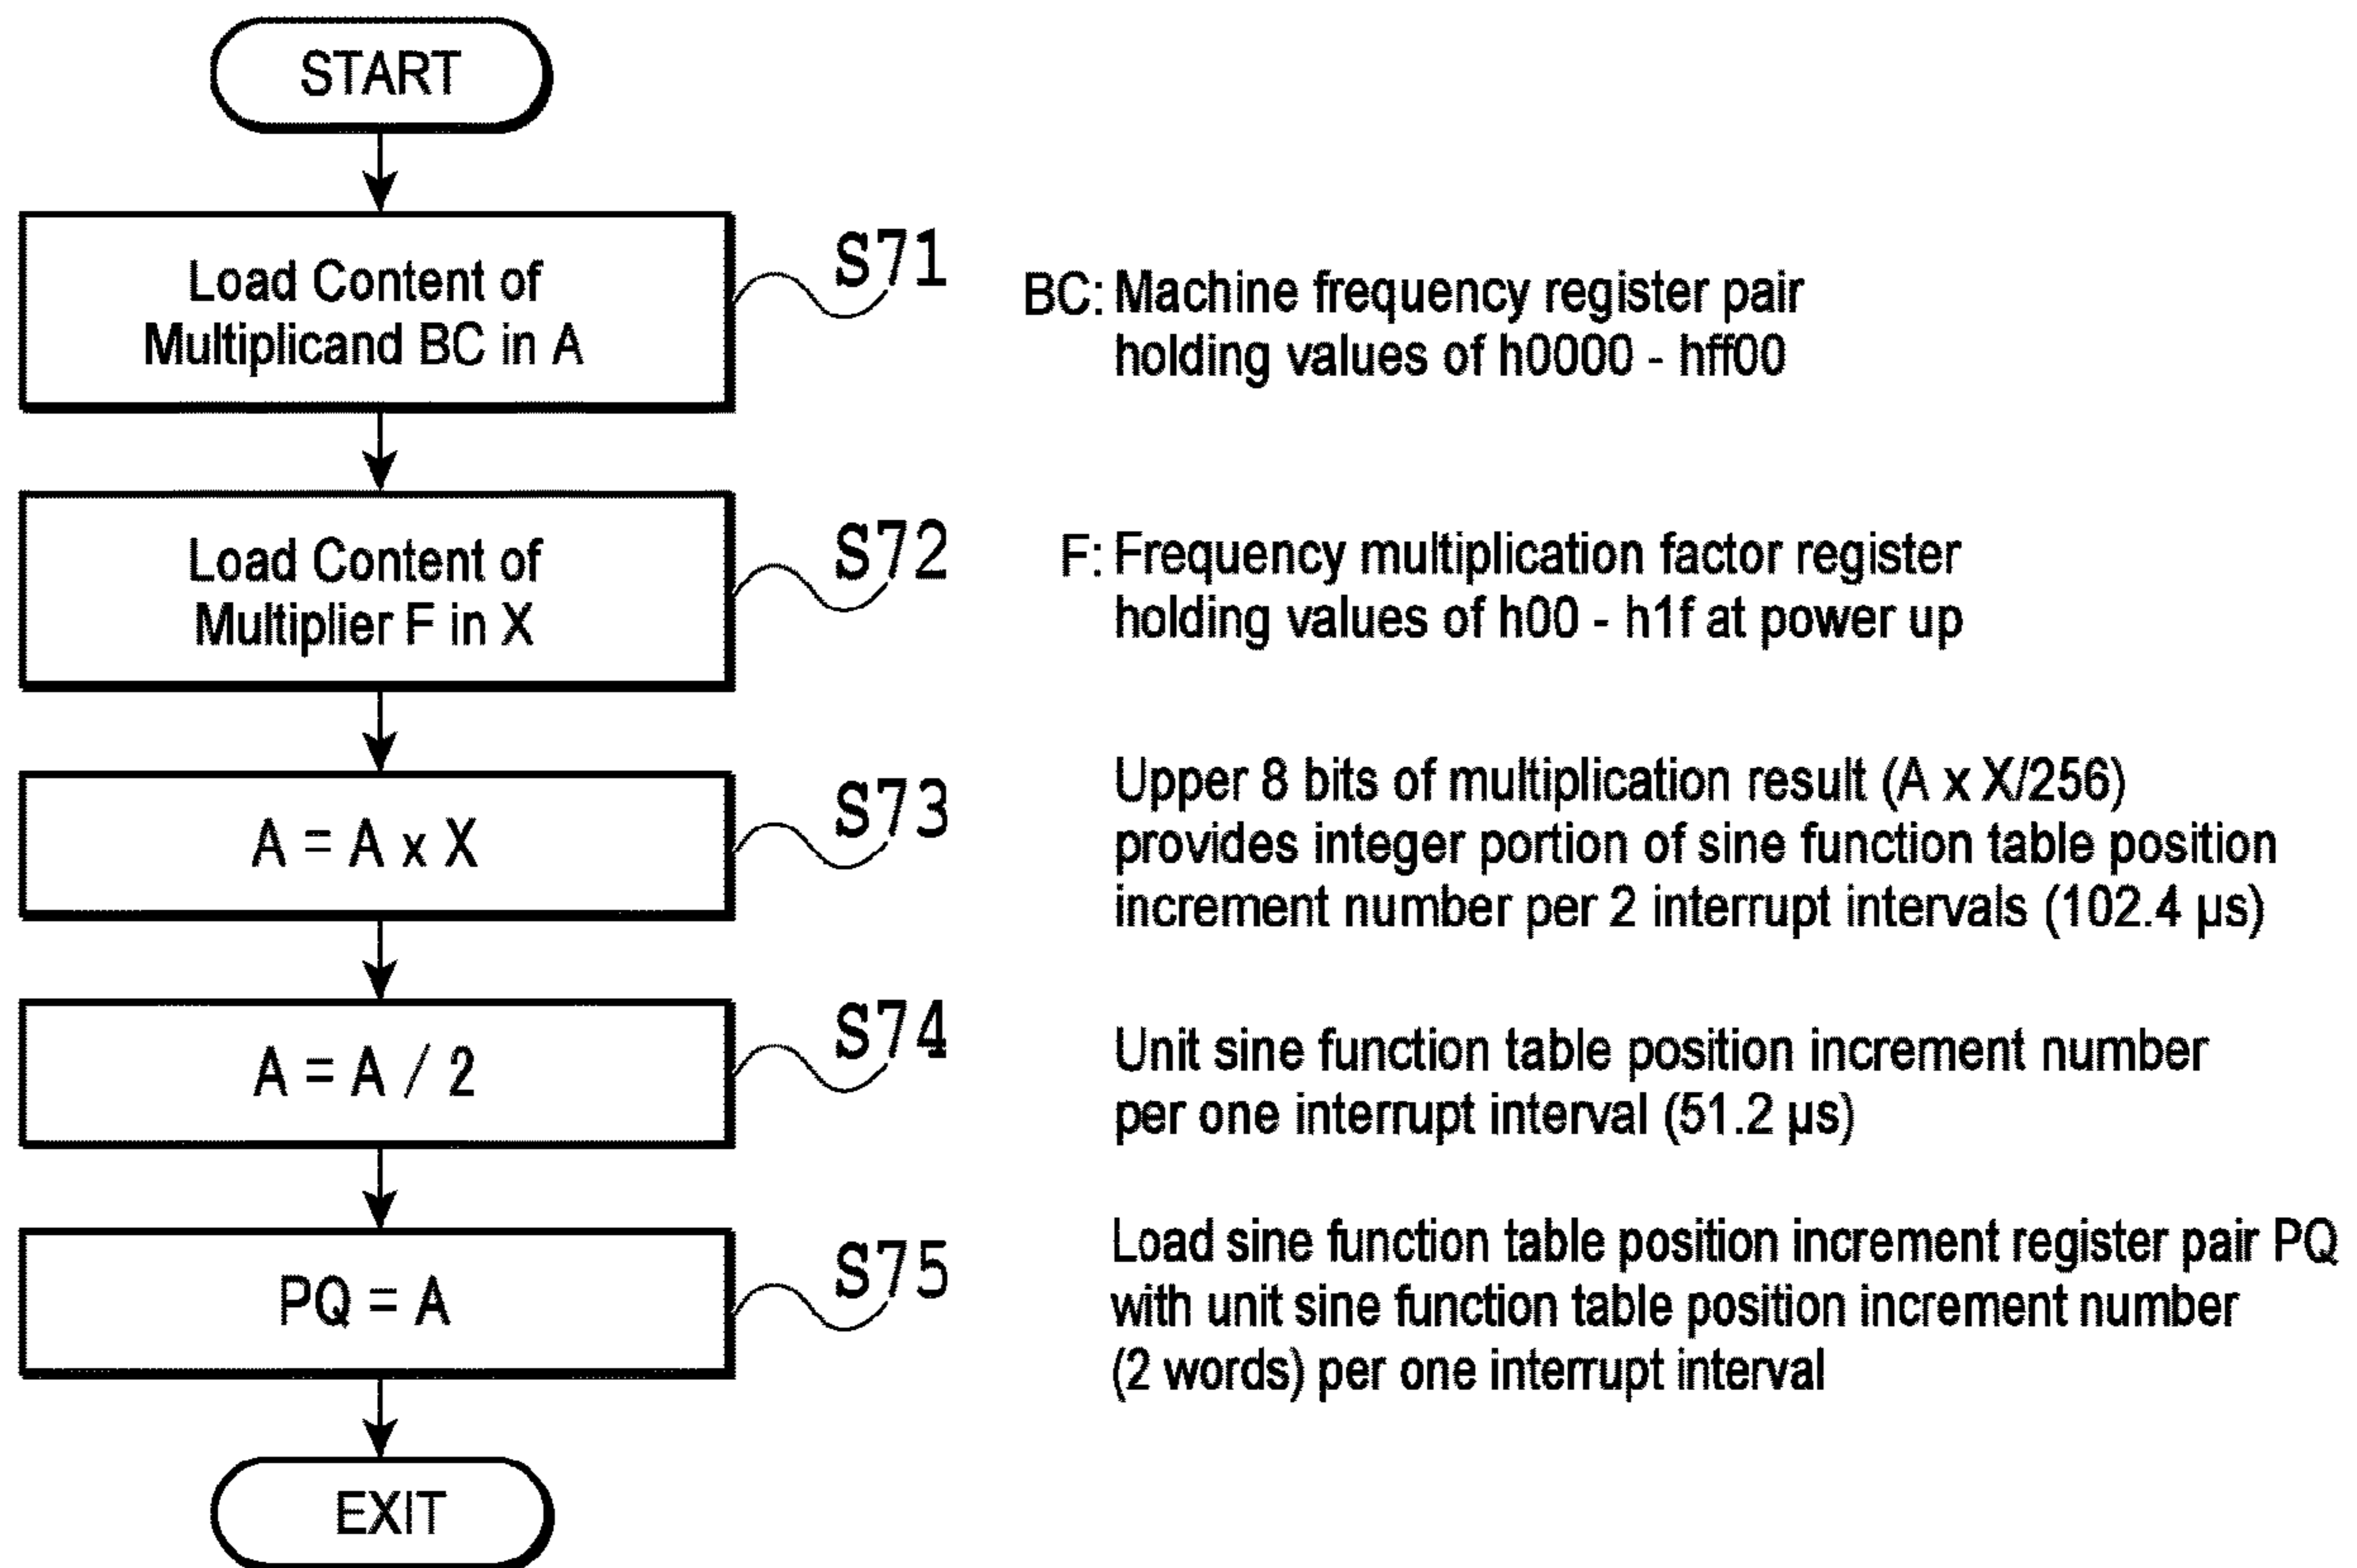 START
Load Content of
Multiplicand BC in A
S71
BC: Machine frequency register pair
holding values of h0000 - hff00
Load Content of
Multiplier F in X
S72
F: Frequency multiplication factor register
holding values of h00 - h1f at power up
A = A x X
S73
Upper 8 bits of multiplication result (A x X/256)
provides integer portion of sine function table position
increment number per 2 interrupt intervals (102.4 µs)
A = A / 2
S74
Unit sine function table position increment number
per one interrupt interval (51.2 µs)
PQ = A
S75
Load sine function table position increment register pair PQ
with unit sine function table position increment number
(2 words) per one interrupt interval
EXIT